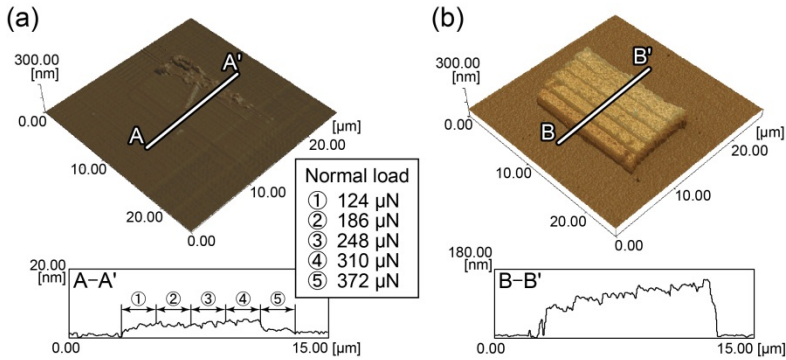 (a)
A'
A
300.00
[nm]
0.00
10.00
20.00
0.00
10.00
20.00
[µm]
Normal load
① 124 µN
② 186 µN
③ 248 µN
④ 310 µN
⑤ 372 µN
20.00
[nm]
A–A'
① ② ③ ④ ⑤
0.00
15.00 [µm]
(b)
B'
B
300.00
[nm]
0.00
10.00
20.00
0.00
10.00
20.00
[µm]
180.00
[nm]
B–B'
0.00
15.00 [µm]